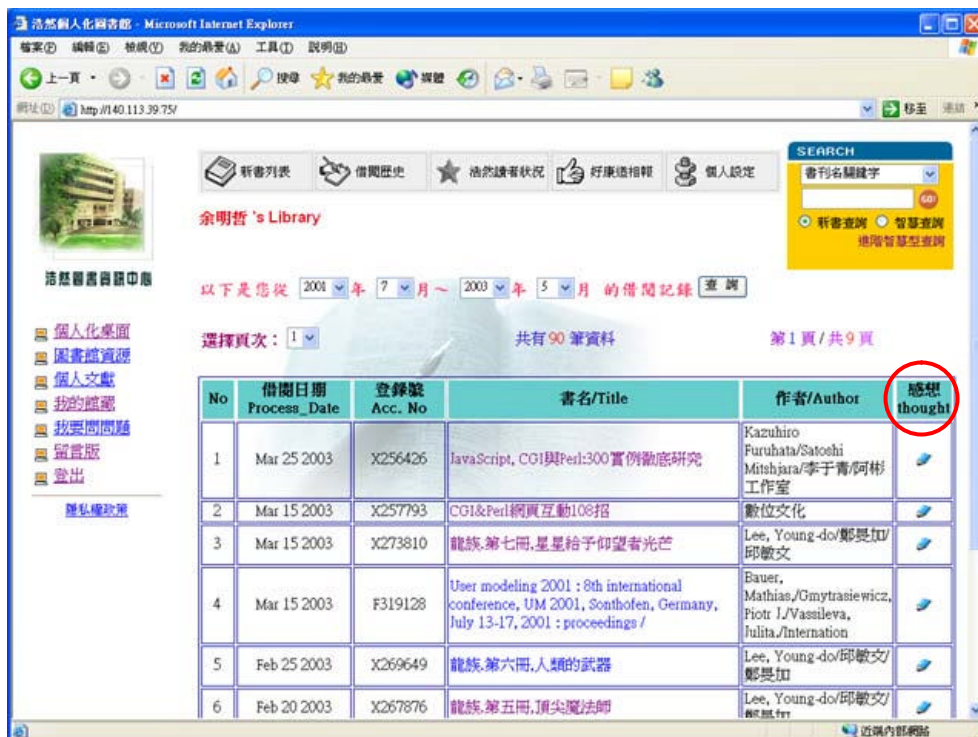 浩然個人化圖書館 - Microsoft Internet Explorer
檔案(F) 編輯(E) 檢視(V) 我的最愛(A) 工具(T) 說明(H)
上一頁 搜尋 我的最愛 媒體
網址(D) http://140.113.39.75/ 移至 連結
新書列表 借閱歷史 浩然讀者狀況 好康逗相報 個人設定
SEARCH
書刊名關鍵字
GO!
新書查詢 智慧查詢
進階智慧型查詢
余明哲 's Library
浩然圖書資訊中心
以下是您從 2001 年 7 月～ 2003 年 5 月 的借閱記錄 查 詢
選擇頁次： 1 共有 90 筆資料 第 1 頁 / 共 9 頁
個人化桌面
圖書館資源
個人文獻
我的館藏
我要問問題
留言版
登出
隱私權政策
No 借閱日期 Process_Date 登錄號 Acc. No 書名/Title 作者/Author 感想 thought
1 Mar 25 2003 X256426 JavaScript, CGI與Perl:300實例徹底研究 Kazuhiro Furuhata/Satoshi Mitshjara/李于青/阿彬工作室
2 Mar 15 2003 X257793 CGI&Perl網頁互動108招 數位文化
3 Mar 15 2003 X273810 龍族.第七冊,星星給予仰望者光芒 Lee, Young-do/鄭旻加/邱敏文
4 Mar 15 2003 F319128 User modeling 2001 : 8th international conference, UM 2001, Sonthofen, Germany, July 13-17, 2001 : proceedings / Bauer, Mathias,/Gmytrasiewicz, Piotr J./Vassileva, Julita./Internation
5 Feb 25 2003 X269649 龍族.第六冊,人類的武器 Lee, Young-do/邱敏文/鄭旻加
6 Feb 20 2003 X267876 龍族.第五冊,頂尖魔法師 Lee, Young-do/邱敏文/
近端內部網路